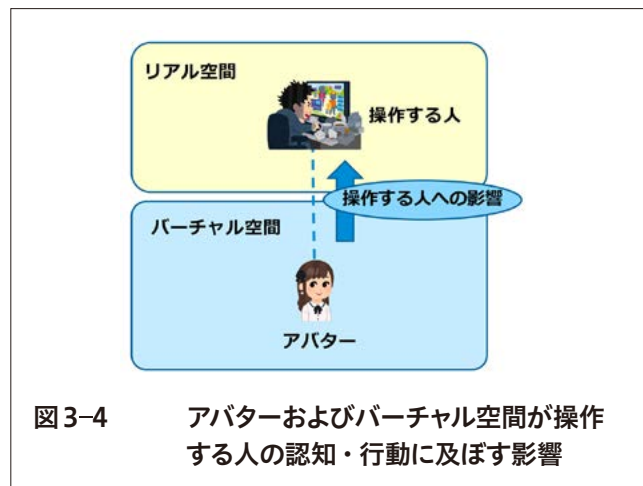 リアル空間
操作する人
操作する人への影響
バーチャル空間
アバター
図3-4 アバターおよびバーチャル空間が操作
する人の認知・行動に及ぼす影響